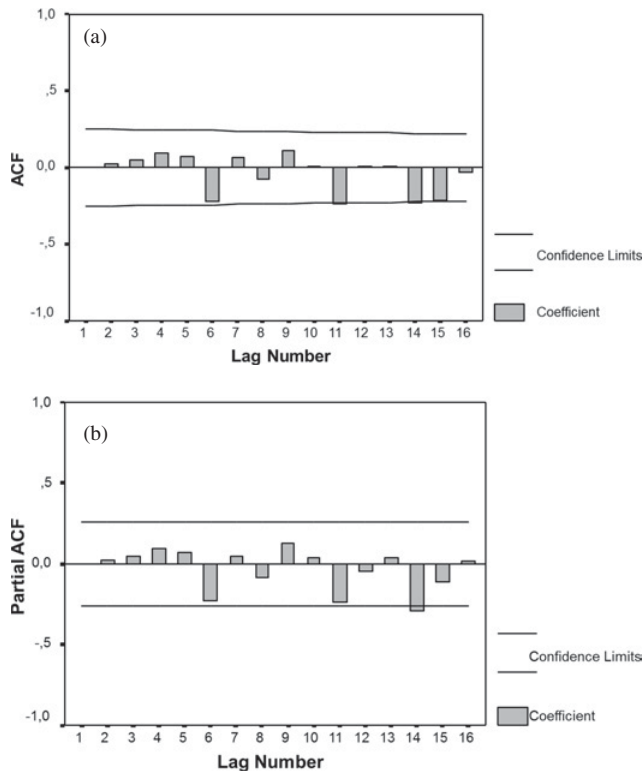 (a)
ACF
1,0
,5
0,0
-,5
-1,0
1 2 3 4 5 6 7 8 9 10 11 12 13 14 15 16
Lag Number
Confidence Limits
Coefficient
(b)
Partial ACF
1,0
,5
0,0
-,5
-1,0
1 2 3 4 5 6 7 8 9 10 11 12 13 14 15 16
Lag Number
Confidence Limits
Coefficient